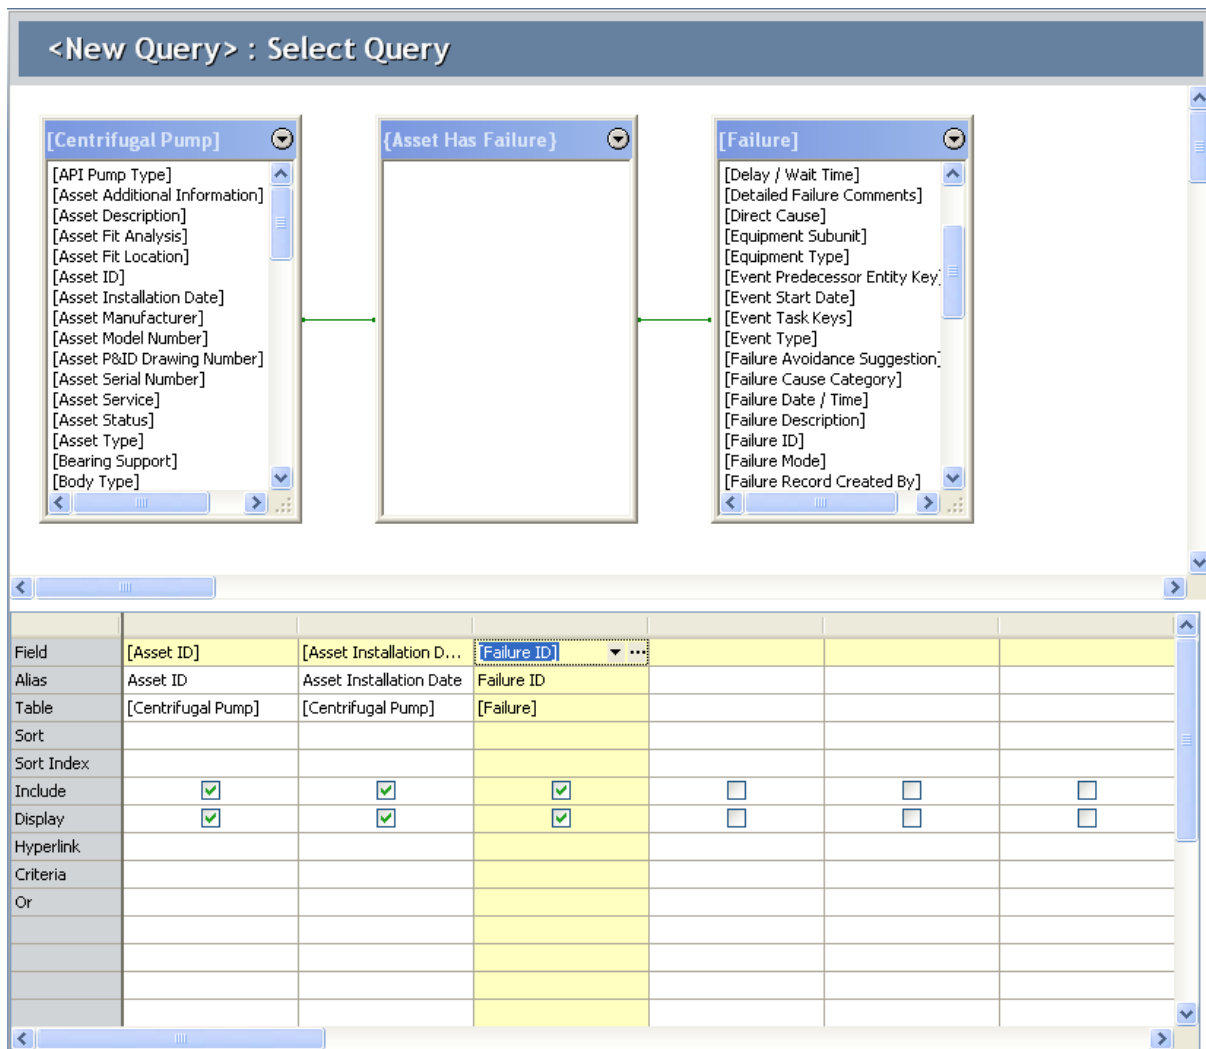 <New Query> : Select Query
[Centrifugal Pump]
[API Pump Type]
[Asset Additional Information]
[Asset Description]
[Asset Fit Analysis]
[Asset Fit Location]
[Asset ID]
[Asset Installation Date]
[Asset Manufacturer]
[Asset Model Number]
[Asset P&ID Drawing Number]
[Asset Serial Number]
[Asset Service]
[Asset Status]
[Asset Type]
[Bearing Support]
[Body Type]
{Asset Has Failure}
[Failure]
[Delay / Wait Time]
[Detailed Failure Comments]
[Direct Cause]
[Equipment Subunit]
[Equipment Type]
[Event Predecessor Entity Key]
[Event Start Date]
[Event Task Keys]
[Event Type]
[Failure Avoidance Suggestion]
[Failure Cause Category]
[Failure Date / Time]
[Failure Description]
[Failure ID]
[Failure Mode]
[Failure Record Created By]
Field [Asset ID] [Asset Installation D... [Failure ID] ...
Alias Asset ID Asset Installation Date Failure ID
Table [Centrifugal Pump] [Centrifugal Pump] [Failure]
Sort
Sort Index
Include
Display
Hyperlink
Criteria
Or